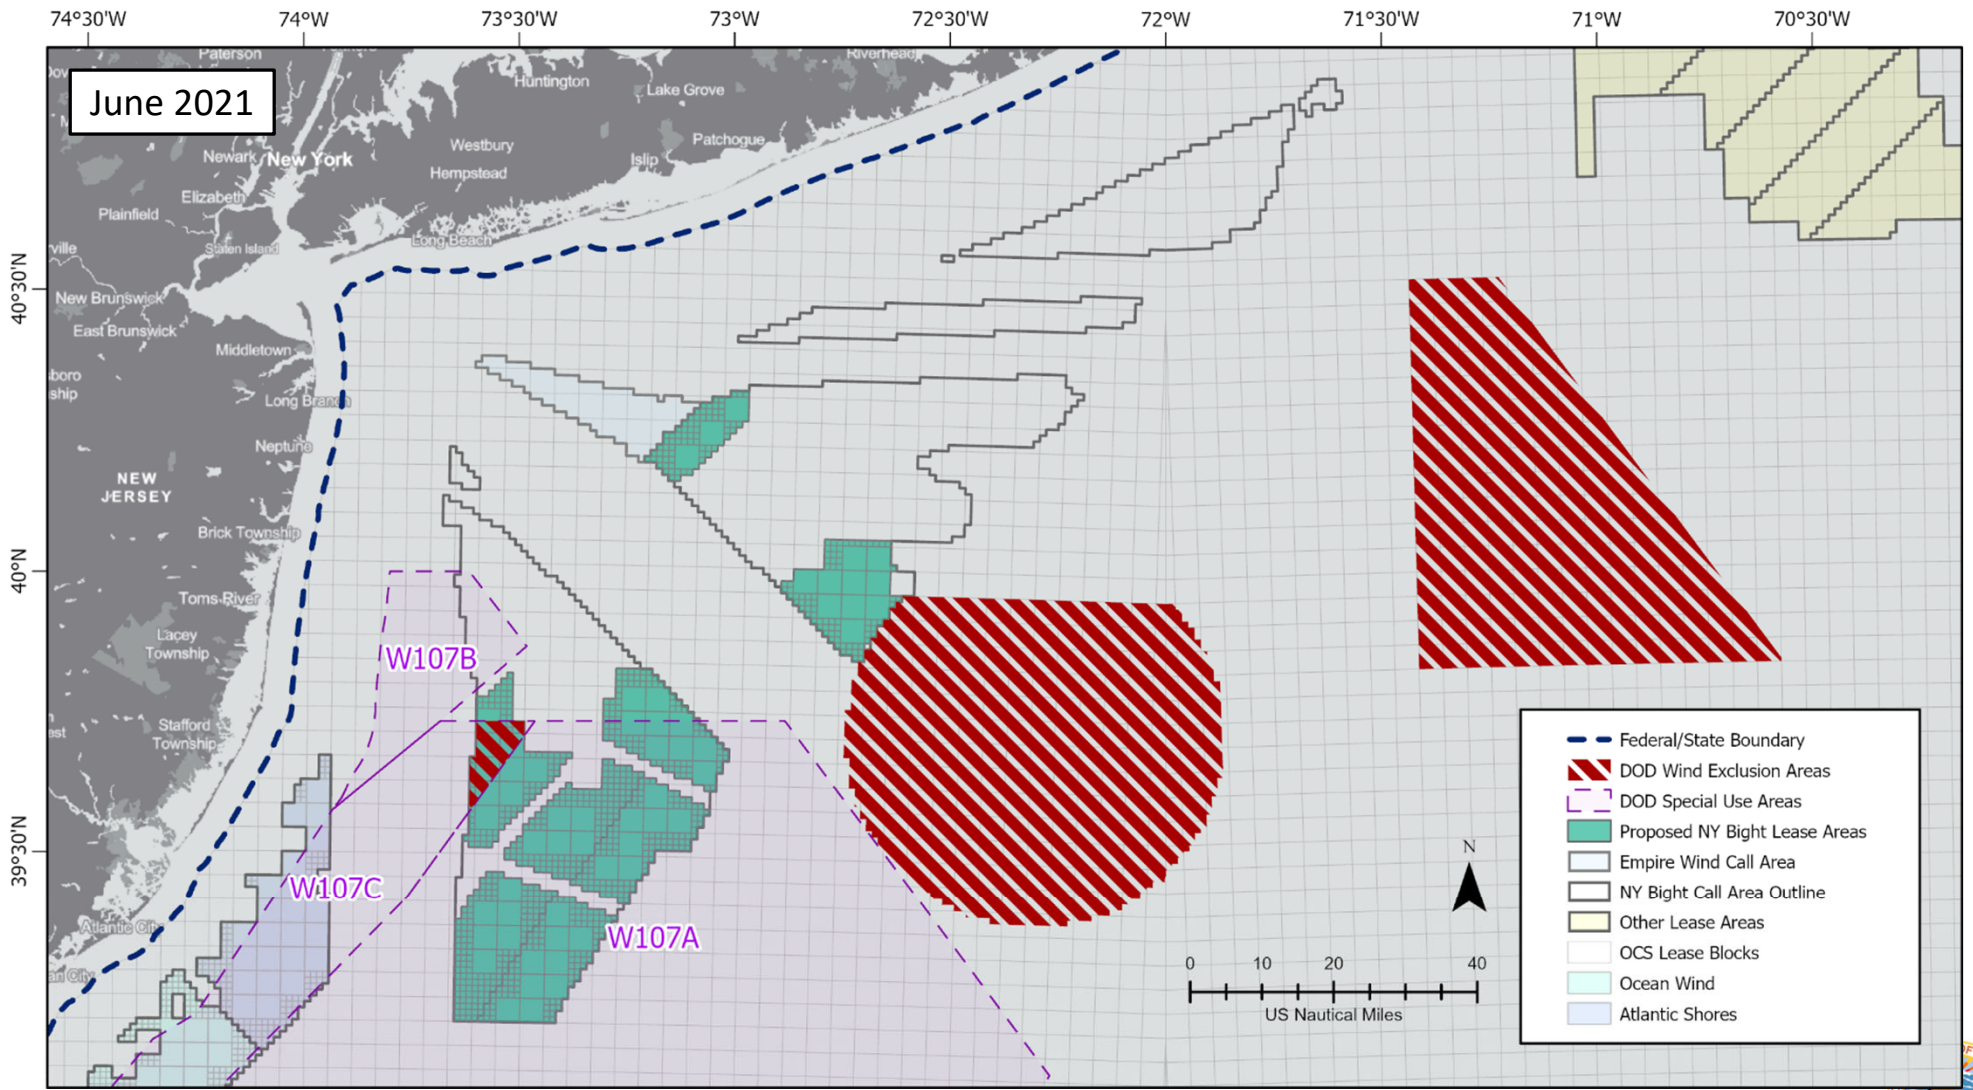 74°30'W 74°W 73°30'W 73°W 72°30'W 72°W 71°30'W 71°W 70°30'W
June 2021
Paterson
Huntington
Riverhead
Lake Grove
Patchogue
Westbury
Newark
New York
Islip
Hempstead
Elizabeth
Plainfield
Long Beach
Staten Island
40°30'N
New Brunswick
East Brunswick
Middletown
Long Branch
Neptune
NEW
JERSEY
Brick Township
40°N
Toms River
Lacey
Township
W107B
Stafford
Township
39°30'N
W107C
Atlantic City
W107A
N
0 10 20 40
US Nautical Miles
Federal/State Boundary
DOD Wind Exclusion Areas
DOD Special Use Areas
Proposed NY Bight Lease Areas
Empire Wind Call Area
NY Bight Call Area Outline
Other Lease Areas
OCS Lease Blocks
Ocean Wind
Atlantic Shores